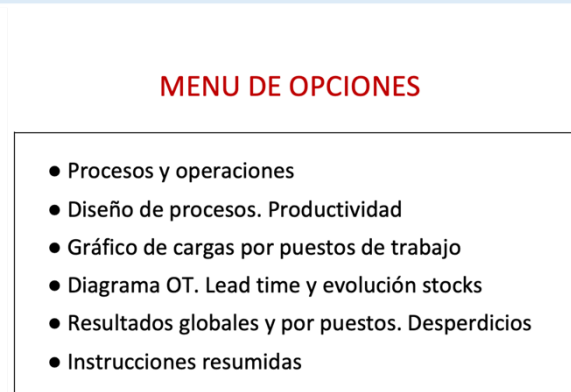 MENU DE OPCIONES
● Procesos y operaciones
● Diseño de procesos. Productividad
● Gráfico de cargas por puestos de trabajo
● Diagrama OT. Lead time y evolución stocks
● Resultados globales y por puestos. Desperdicios
● Instrucciones resumidas